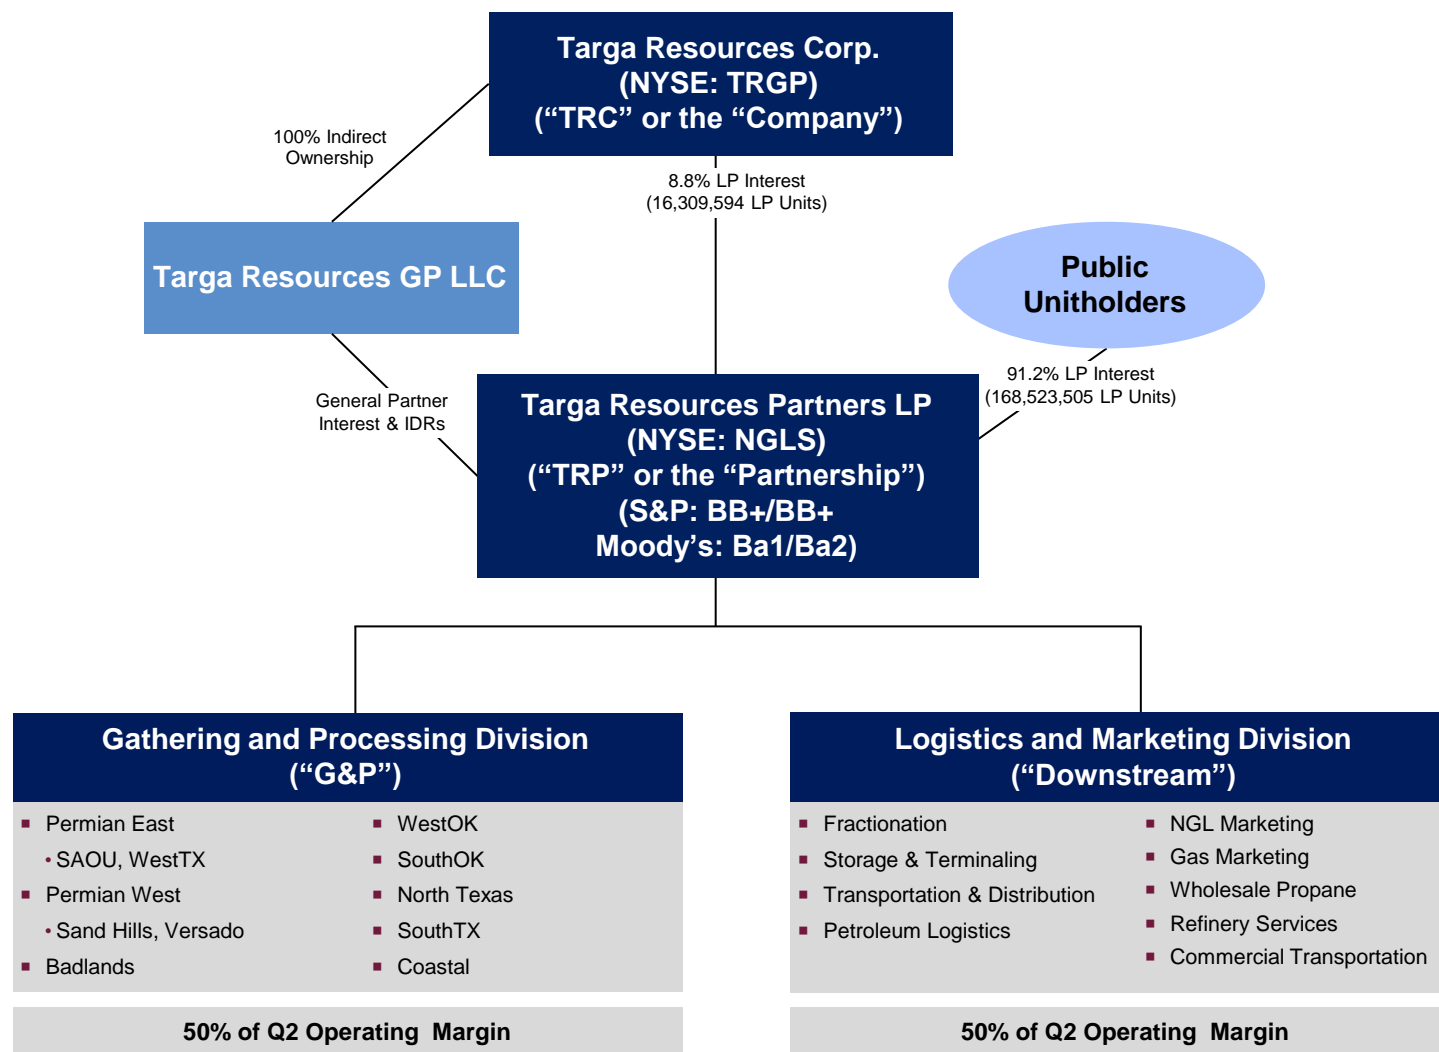 Targa Resources Corp.
(NYSE: TRGP)
(“TRC” or the “Company”)
100% Indirect
Ownership
8.8% LP Interest
(16,309,594 LP Units)
Targa Resources GP LLC
Public
Unitholders
General Partner
Interest & IDRs
91.2% LP Interest
(168,523,505 LP Units)
Targa Resources Partners LP
(NYSE: NGLS)
(“TRP” or the “Partnership”)
(S&P: BB+/BB+
Moody’s: Ba1/Ba2)
Gathering and Processing Division
(“G&P”)
▪ Permian East
• SAOU, WestTX
▪ Permian West
• Sand Hills, Versado
▪ Badlands
▪ WestOK
▪ SouthOK
▪ North Texas
▪ SouthTX
▪ Coastal
50% of Q2 Operating Margin
Logistics and Marketing Division
(“Downstream”)
▪ Fractionation
▪ Storage & Terminaling
▪ Transportation & Distribution
▪ Petroleum Logistics
▪ NGL Marketing
▪ Gas Marketing
▪ Wholesale Propane
▪ Refinery Services
▪ Commercial Transportation
50% of Q2 Operating Margin